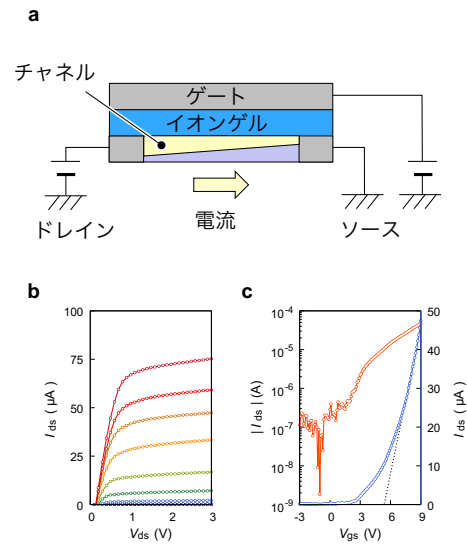 a
チャネル
ゲート
イオンゲル
ドレイン
電流
ソース
b
100
75
50
25
0
I ds ( μA )
0
1
2
3
Vds (V)
c
10-4
10-5
10-6
10-7
10-8
10-9
| I ds | (A)
50
40
30
20
10
0
I ds ( μA )
-3
0
3
6
9
Vgs (V)